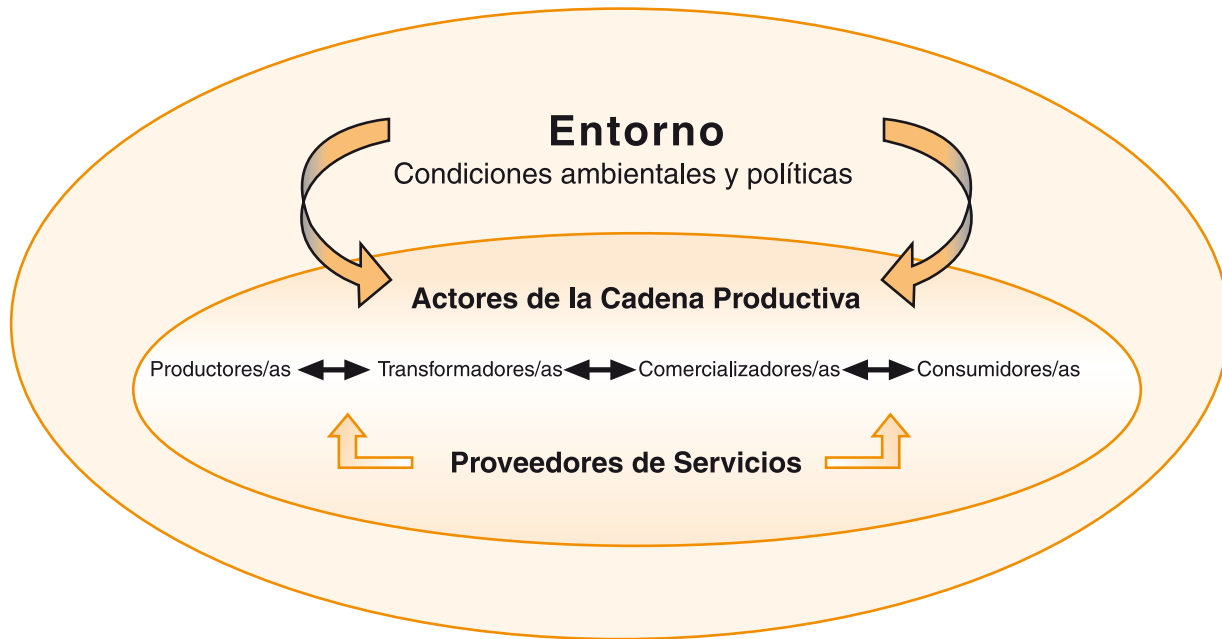 Entorno
Condiciones ambientales y políticas
Actores de la Cadena Productiva
Productores/as Transformadores/as Comercializadores/as Consumidores/as
Proveedores de Servicios